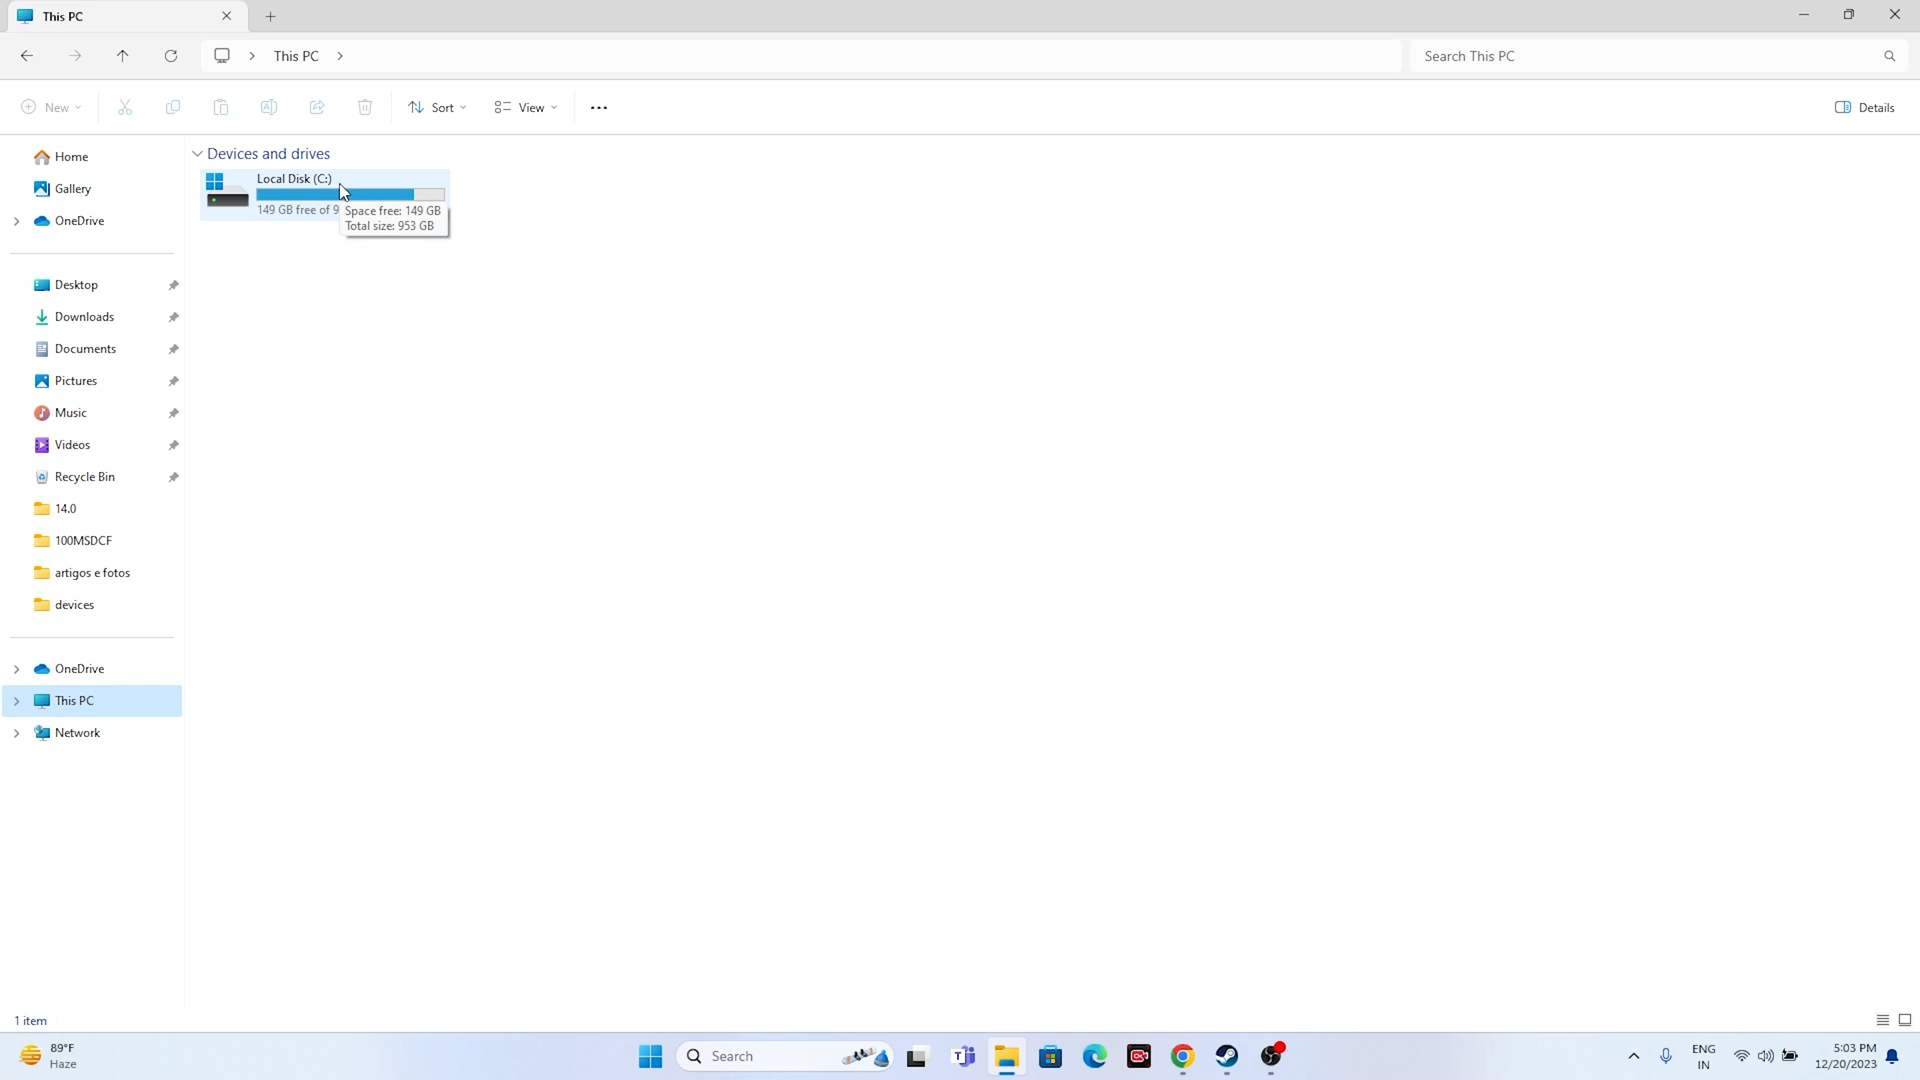 This PC
This PC
Search This PC
New
Sort
View
Details
Home
Gallery
OneDrive
Desktop
Downloads
Documents
Pictures
Music
Videos
Recycle Bin
14.0
100MSDCF
artigos e fotos
devices
OneDrive
This PC
Network
Devices and drives
Local Disk (C:)
149 GB free of 9
Space free: 149 GB
Total size: 953 GB
1 item
89°F
Haze
Search
ENG
IN
5:03 PM
12/20/2023